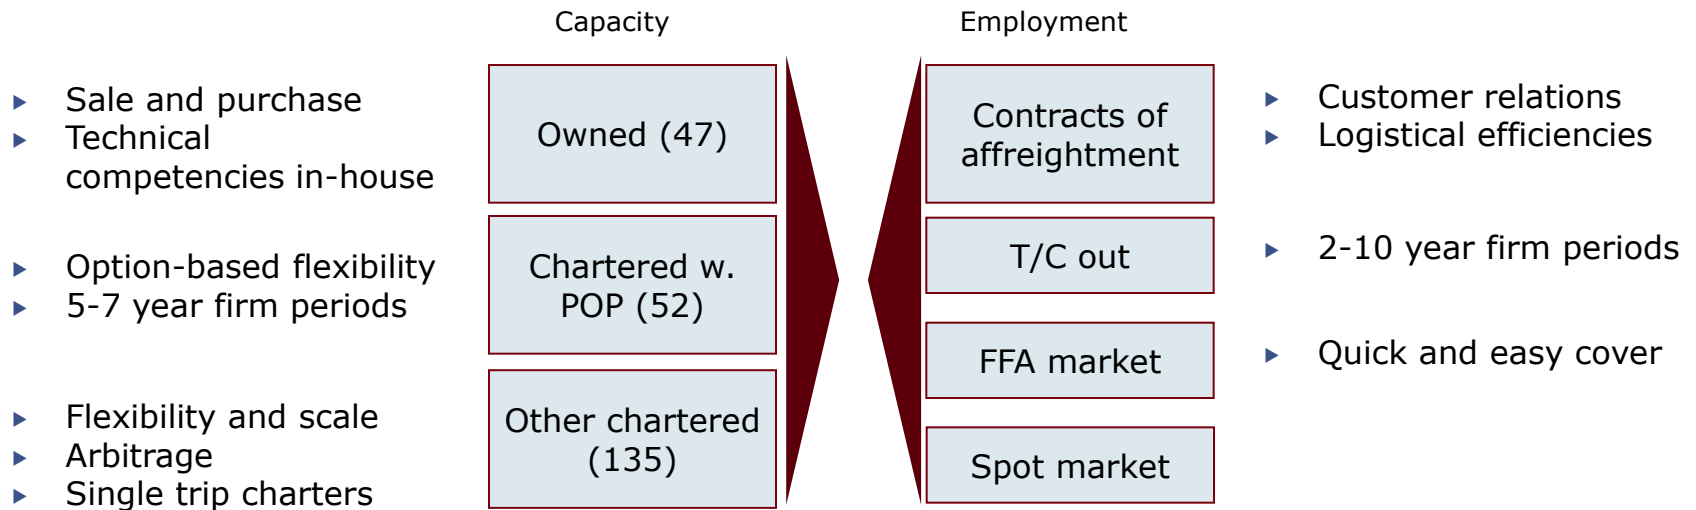 Capacity
Employment
Sale and purchase
Technical
competencies in-house
Owned (47)
Contracts of
affreightment
Customer relations
Logistical efficiencies
Option-based flexibility
5-7 year firm periods
Chartered w.
POP (52)
T/C out
2-10 year firm periods
FFA market
Quick and easy cover
Flexibility and scale
Arbitrage
Single trip charters
Other chartered
(135)
Spot market